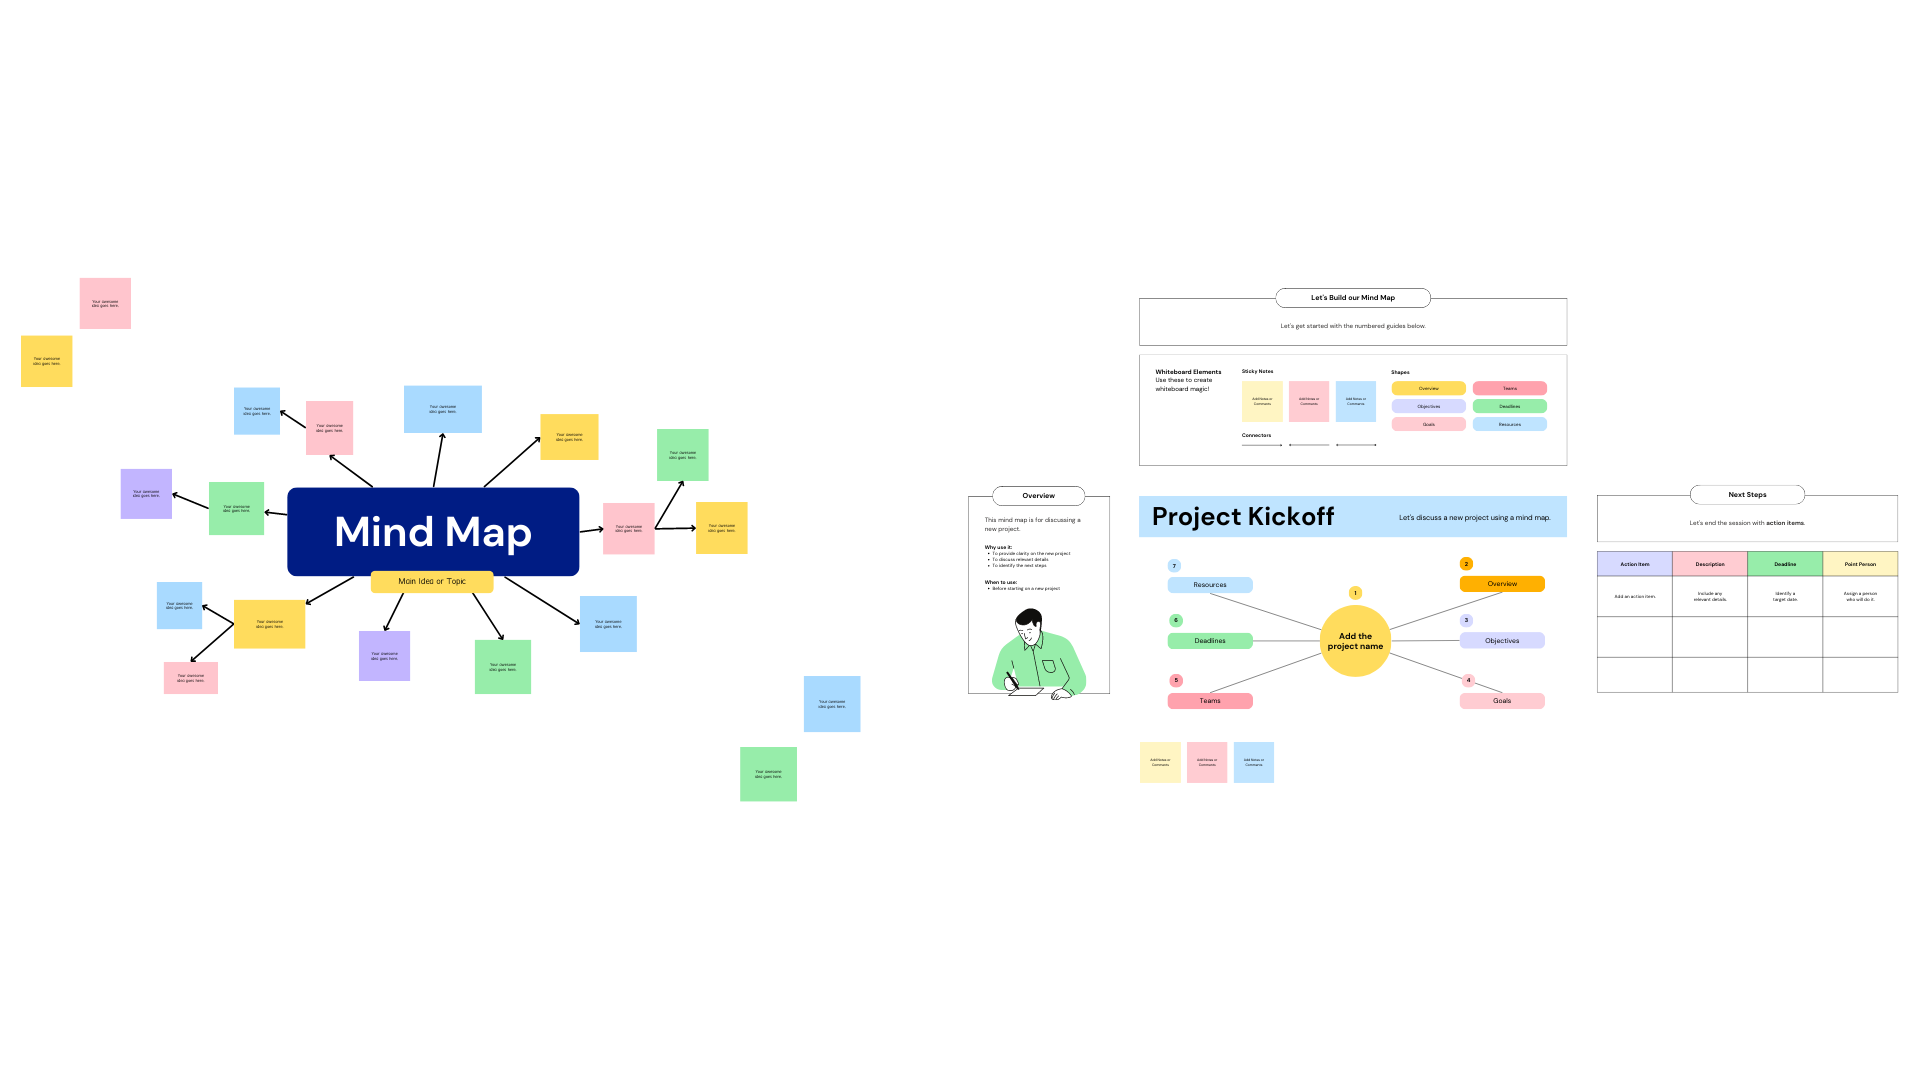 Your awesome
idea goes here.
Your awesome
idea goes here.
Your awesome
idea goes here.
Your awesome
idea goes here.
Your awesome
idea goes here.
Your awesome
idea goes here.
Your awesome
idea goes here.
Your awesome
idea goes here.
Your awesome
idea goes here.
Mind Map
Main Idea or Topic
Your awesome
idea goes here.
Your awesome
idea goes here.
Your awesome
idea goes here.
Your awesome
idea goes here.
Your awesome
idea goes here.
Your awesome
idea goes here.
Your awesome
idea goes here.
Your awesome
idea goes here.
Your awesome
idea goes here.
Your awesome
idea goes here.
Overview
This mind map is for discussing a
new project.
Why use it:
• To provide clarity on the new project
• To discuss relevant details
• To identify the next steps
When to use:
• Before starting on a new project
Let's Build our Mind Map
Let's get started with the numbered guides below.
Whiteboard Elements
Use these to create
whiteboard magic!
Sticky Notes
Add Notes or
Comments
Add Notes or
Comments
Add Notes or
Comments
Connectors
Shapes
Overview
Teams
Objectives
Deadlines
Goals
Resources
Project Kickoff
Let's discuss a new project using a mind map.
1
Add the
project name
2
Overview
3
Objectives
4
Goals
5
Teams
6
Deadlines
7
Resources
Add Notes or
Comments
Add Notes or
Comments
Add Notes or
Comments
Next Steps
Let's end the session with action items.
Action Item
Description
Deadline
Point Person
Add an action item.
Include any
relevant details.
Identify a
target date.
Assign a person
who will do it.